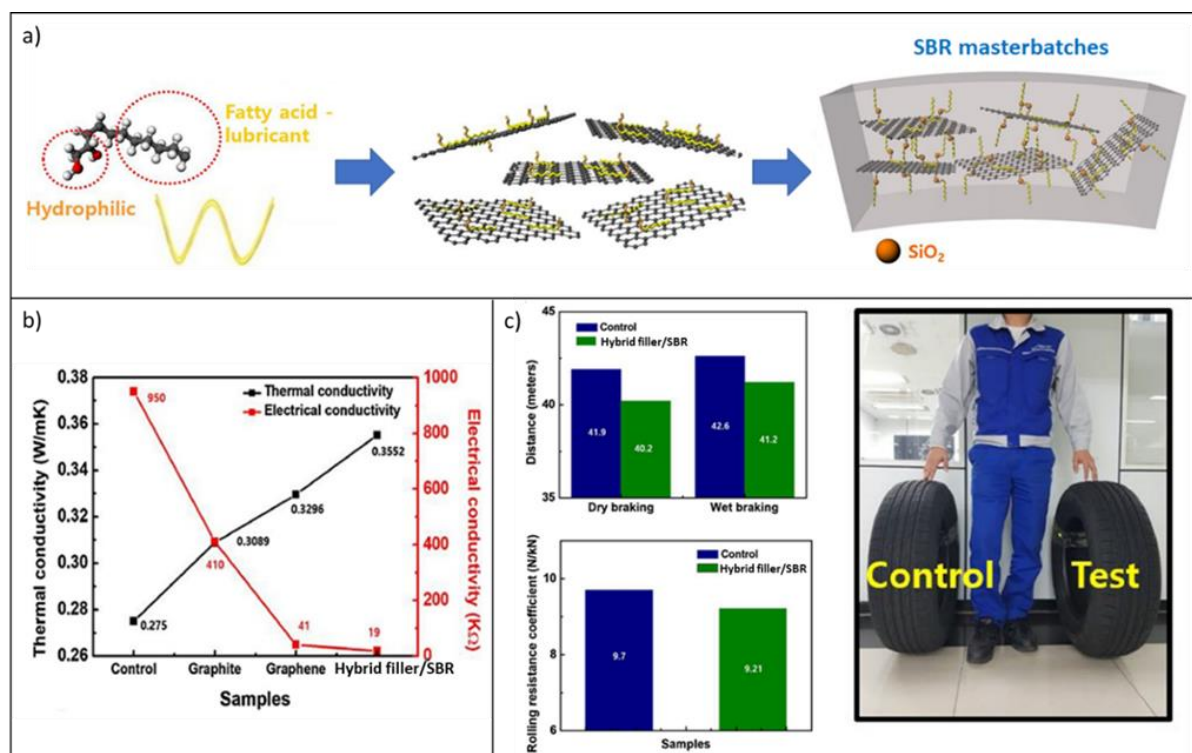 a)
SBR masterbatches
Fatty acid -
lubricant
Hydrophilic
SiO2
b)
Thermal conductivity (W/mK)
0.38
0.36
0.34
0.32
0.30
0.28
0.26
Thermal conductivity
Electrical conductivity
950
410
41
19
0.275
0.3089
0.3296
0.3552
1000
800
600
400
200
0
Electrical conductivity (KΩ)
Control
Graphite
Graphene
Hybrid filler/SBR
Samples
c)
Distance (meters)
45
40
35
Control
Hybrid filler/SBR
41.9
40.2
42.6
41.2
Dry braking
Wet braking
Rolling resistance coefficient (N/kN)
10
8
6
Control
Hybrid filler/SBR
9.7
9.21
Samples
Control
Test